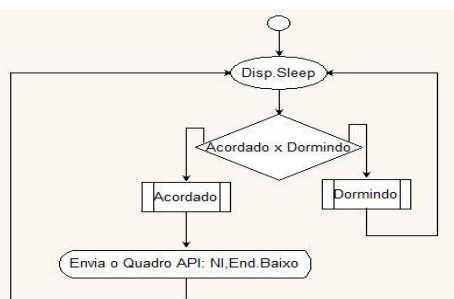 Disp.Sleep
Acordado x Dormindo
Acordado
Dormindo
Envia o Quadro API: NI,End.Baixo